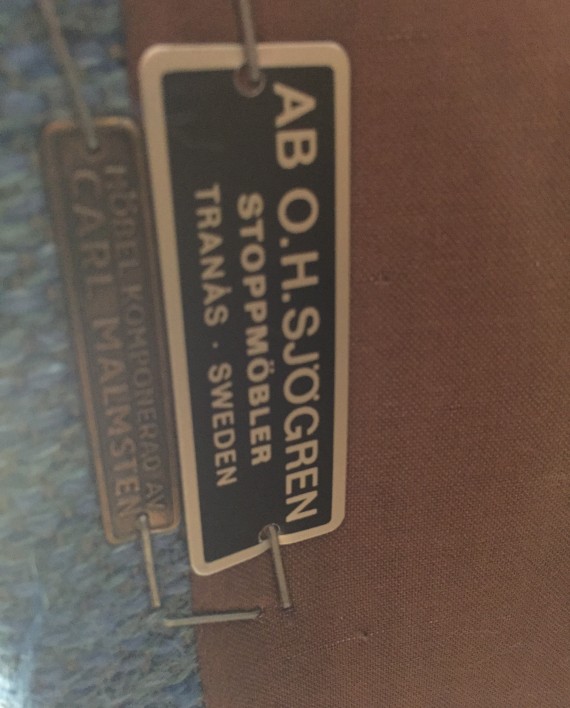 AB O.H. SJÖGREN
STOPPMÖBLER
TRANÅS · SWEDEN
MÖBEL KOMPONERAD AV
CARL MALMSTEN